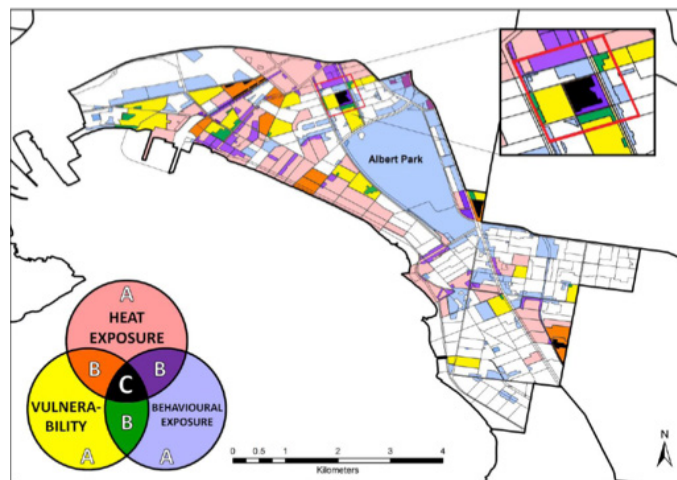 Albert Park
A
HEAT
EXPOSURE
B
B
C
VULNERA-
BILITY
BEHAVIOURAL
EXPOSURE
B
A
A
0 0.5 1 2 3 4
Kilometers
N